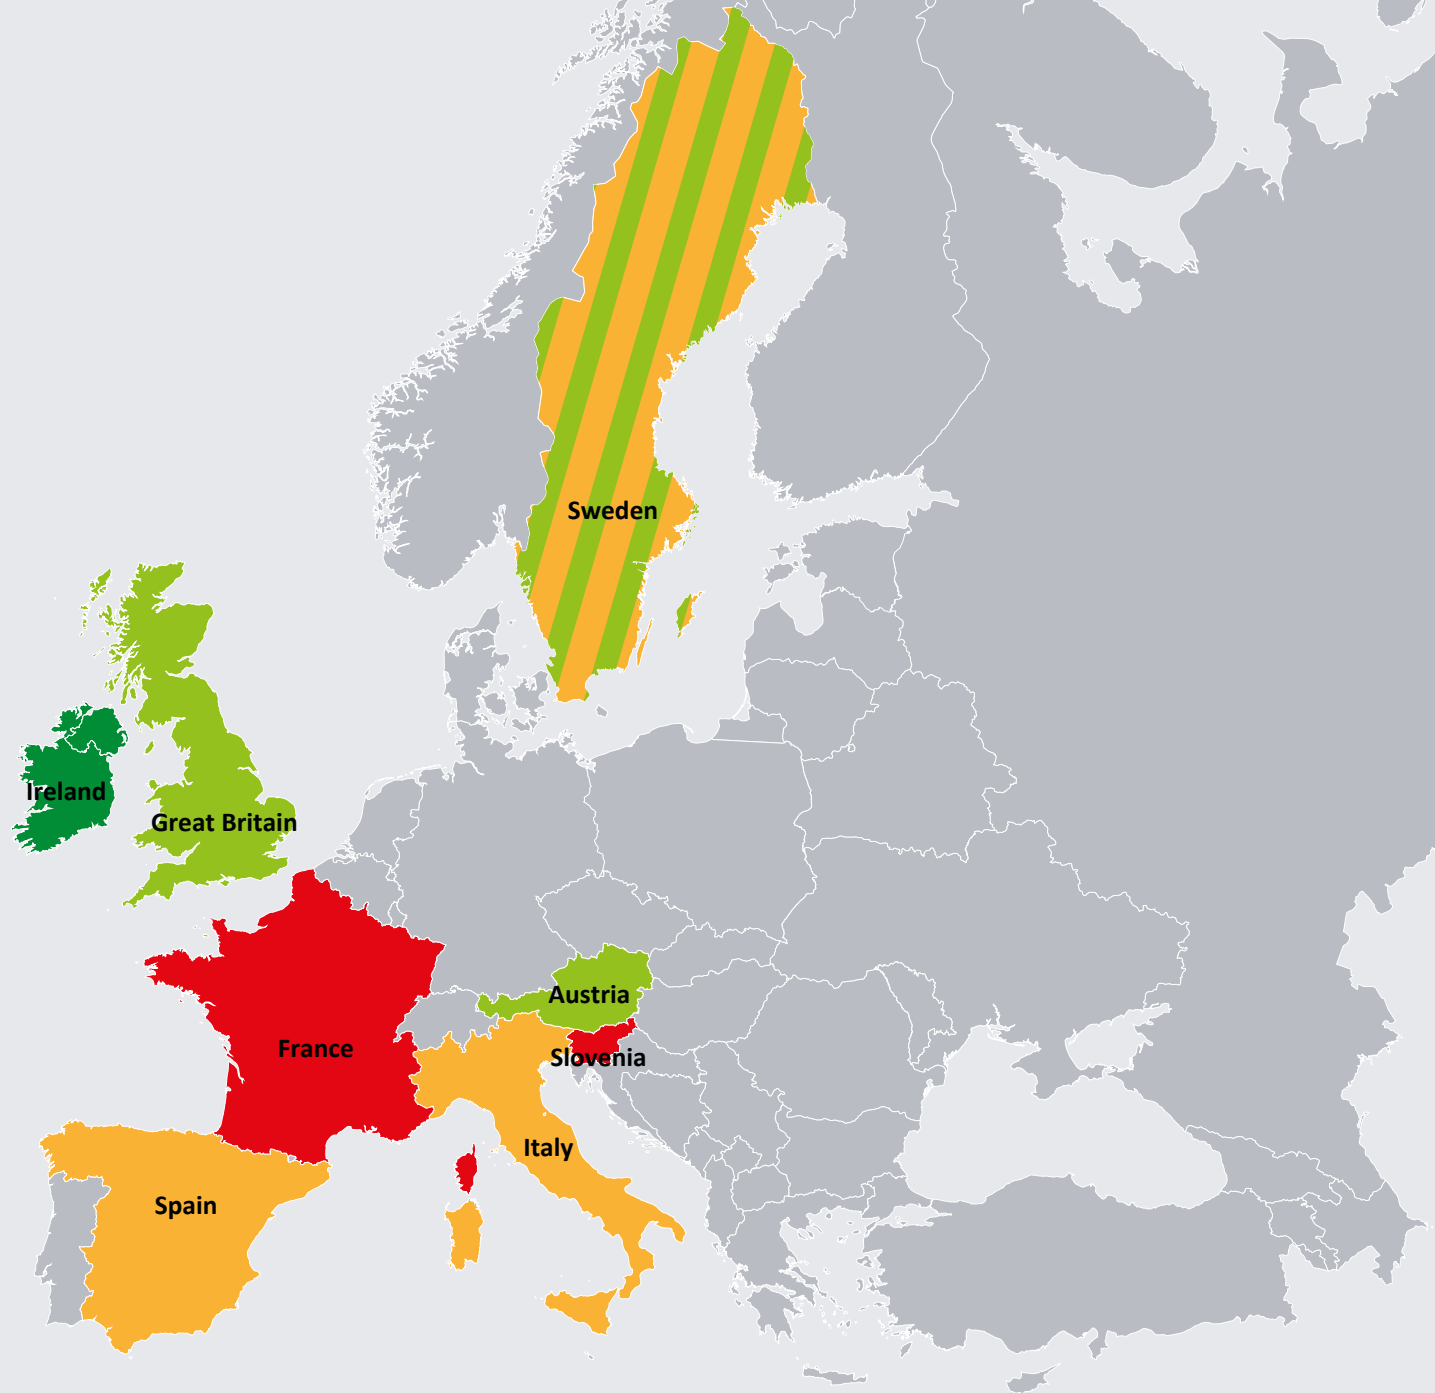 Sweden
Ireland
Great Britain
Austria
France
Slovenia
Italy
Spain